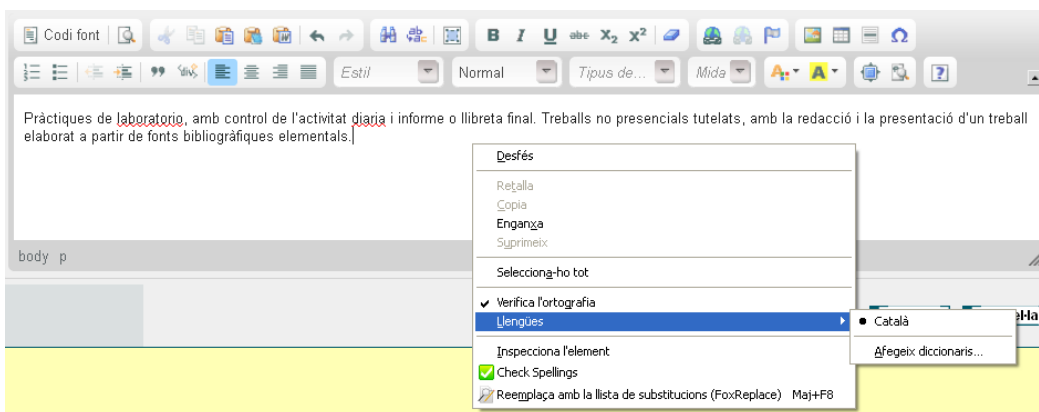 Codi font
B I U abc X₂ X² Ω
Estil Normal Tipus de... Mida A A ?
Pràctiques de laboratorio, amb control de l'activitat diaria i informe o llibreta final. Treballs no presencials tutelats, amb la redacció i la presentació d'un treball
elaborat a partir de fonts bibliogràfiques elementals.
body p
Desfés
Retalla
Copia
Enganxa
Suprimeix
Selecciona-ho tot
Verifica l'ortografia
Llengües
Català
Afegeix diccionaris...
Inspecciona l'element
Check Spellings
Reemplaça amb la llista de substitucions (FoxReplace) Maj+F8